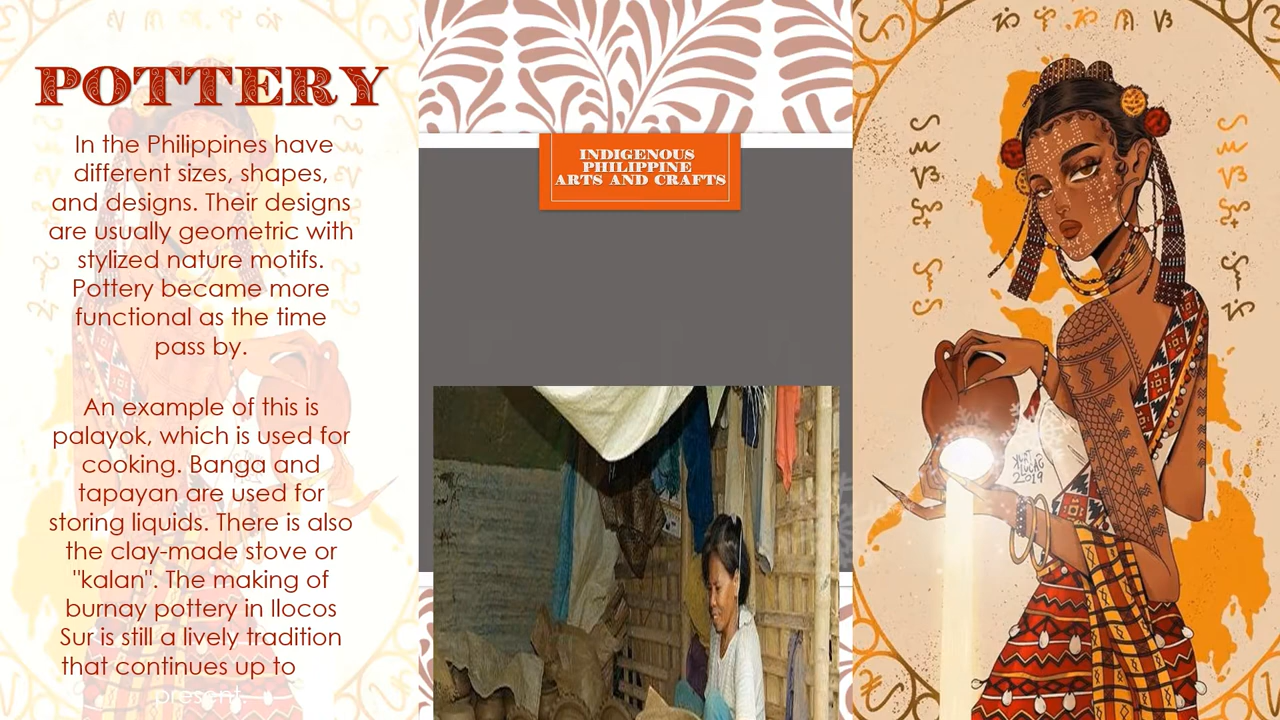 POTTERY
In the Philippines have
different sizes, shapes,
and designs. Their designs
are usually geometric with
stylized nature motifs.
Pottery became more
functional as the time
pass by.
An example of this is
palayok, which is used for
cooking. Banga and
tapayan are used for
storing liquids. There is also
the clay-made stove or
"kalan". The making of
burnay pottery in Ilocos
Sur is still a lively tradition
that continues up to
present.
INDIGENOUS
PHILIPPINE
ARTS AND CRAFTS
2019